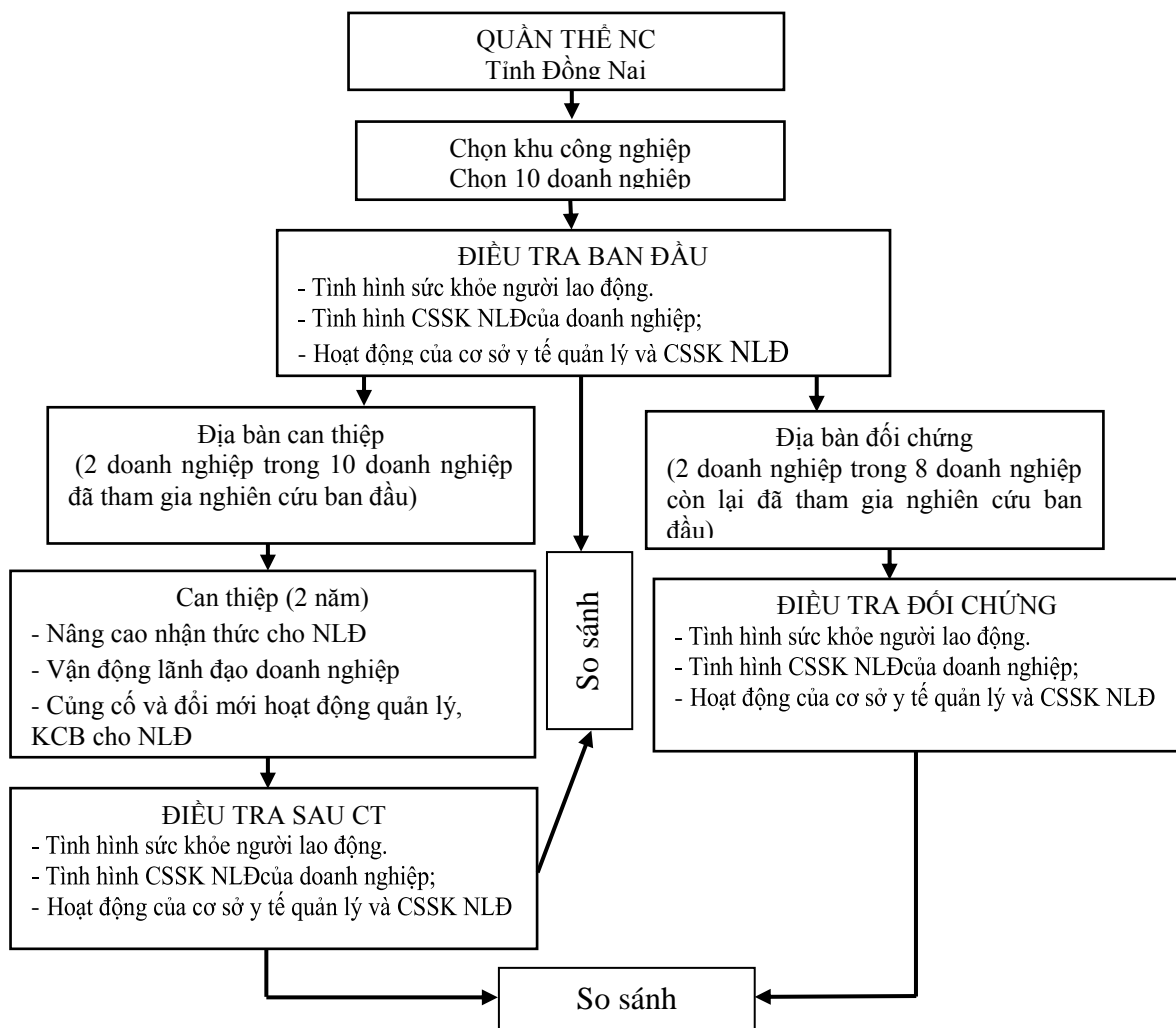 QUẦN THỂ NC
Tỉnh Đồng Nai
Chọn khu công nghiệp
Chọn 10 doanh nghiệp
ĐIỀU TRA BAN ĐẦU
- Tình hình sức khỏe người lao động.
- Tình hình CSSK NLĐcủa doanh nghiệp;
- Hoạt động của cơ sở y tế quản lý và CSSK NLĐ
Địa bàn can thiệp
(2 doanh nghiệp trong 10 doanh nghiệp
đã tham gia nghiên cứu ban đầu)
Địa bàn đối chứng
(2 doanh nghiệp trong 8 doanh nghiệp
còn lại đã tham gia nghiên cứu ban
đầu)
Can thiệp (2 năm)
- Nâng cao nhận thức cho NLĐ
- Vận động lãnh đạo doanh nghiệp
- Củng cố và đổi mới hoạt động quản lý,
KCB cho NLĐ
So sánh
ĐIỀU TRA ĐỐI CHỨNG
- Tình hình sức khỏe người lao động.
- Tình hình CSSK NLĐcủa doanh nghiệp;
- Hoạt động của cơ sở y tế quản lý và CSSK NLĐ
ĐIỀU TRA SAU CT
- Tình hình sức khỏe người lao động.
- Tình hình CSSK NLĐcủa doanh nghiệp;
- Hoạt động của cơ sở y tế quản lý và CSSK NLĐ
So sánh